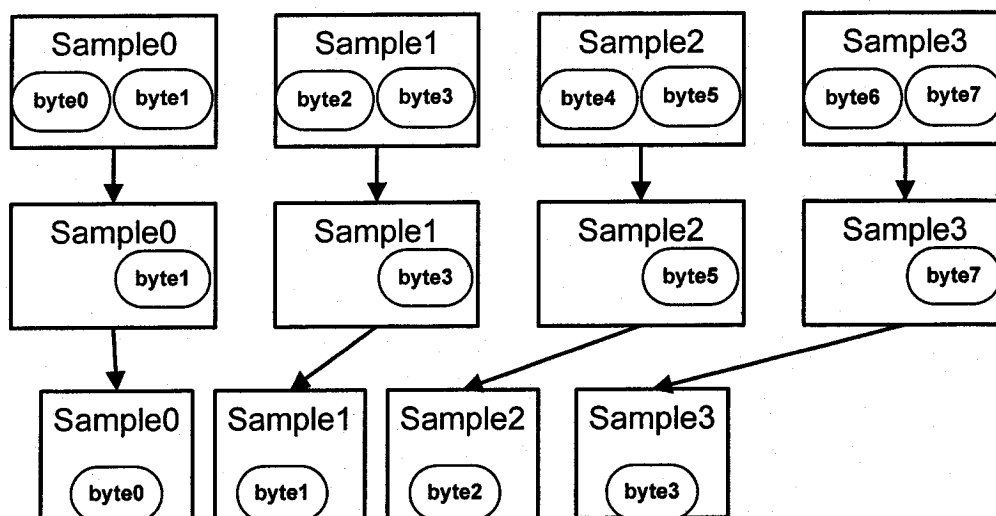 Sample0 Sample1 Sample2 Sample3
byte0 byte1 byte2 byte3 byte4 byte5 byte6 byte7
Sample0 Sample1 Sample2 Sample3
byte1 byte3 byte5 byte7
Sample0 Sample1 Sample2 Sample3
byte0 byte1 byte2 byte3